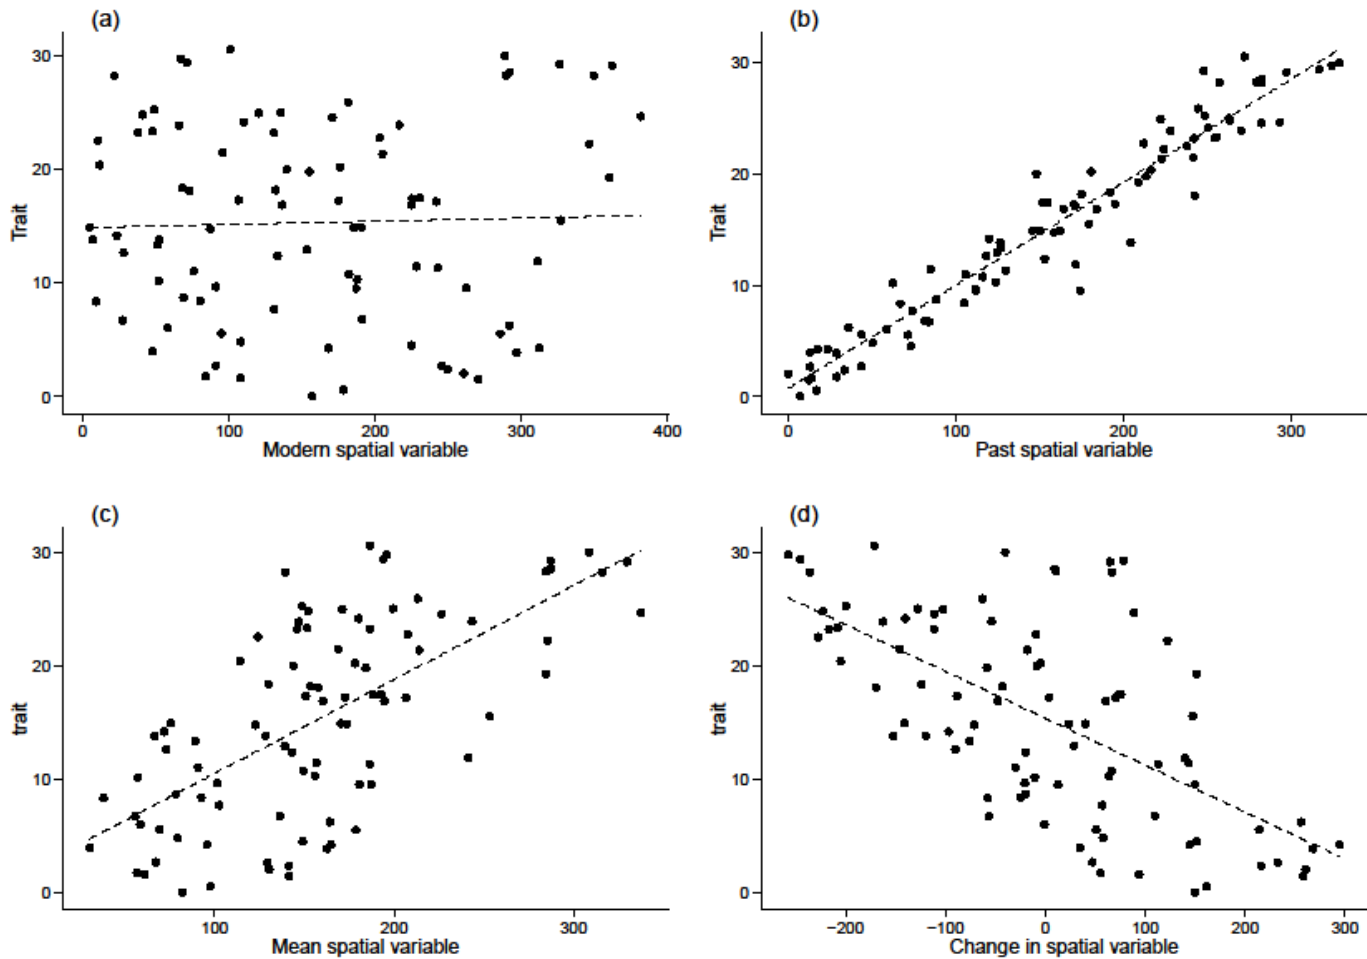 (a)
30
20
10
0
Trait
0 100 200 300 400
Modern spatial variable
(b)
30
20
10
0
Trait
0 100 200 300
Past spatial variable
(c)
30
20
10
0
trait
100 200 300
Mean spatial variable
(d)
30
20
10
0
trait
−200 −100 0 100 200 300
Change in spatial variable